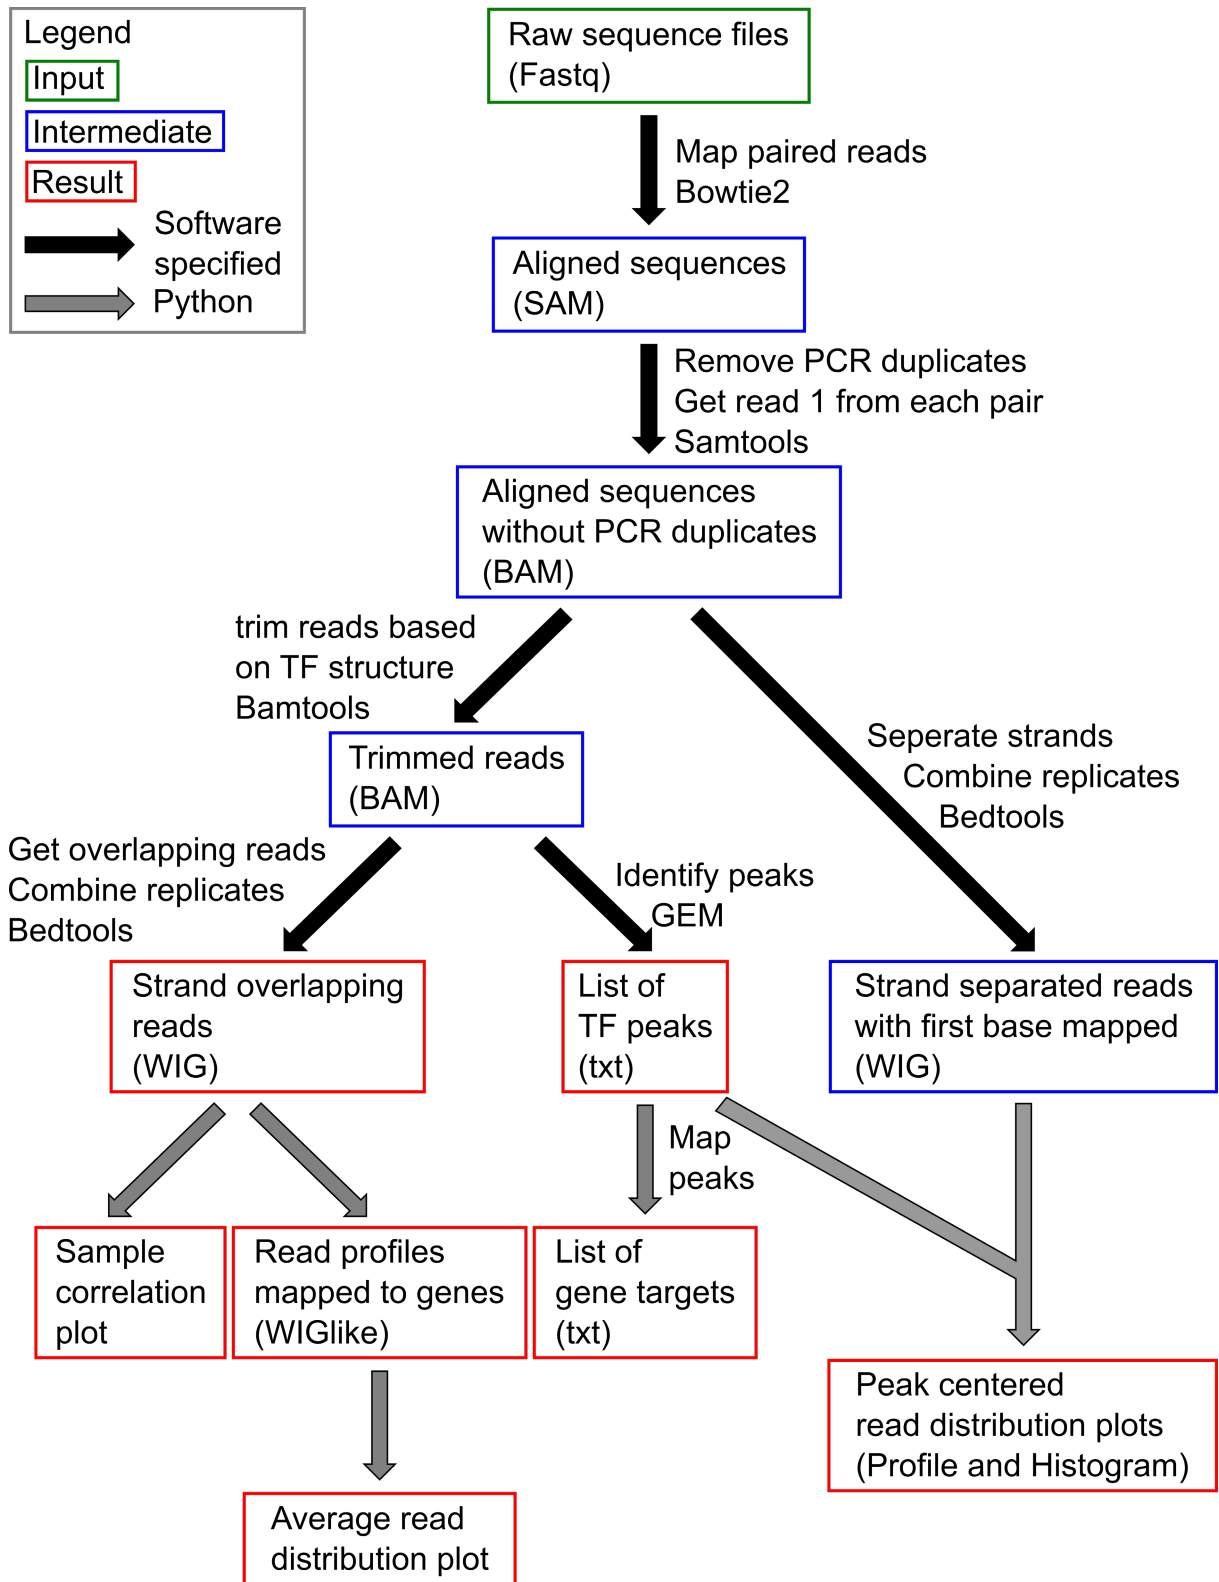 Legend
Input
Intermediate
Result
Software
specified
Python
Raw sequence files
(Fastq)
Map paired reads
Bowtie2
Aligned sequences
(SAM)
Remove PCR duplicates
Get read 1 from each pair
Samtools
Aligned sequences
without PCR duplicates
(BAM)
trim reads based
on TF structure
Bamtools
Seperate strands
Combine replicates
Bedtools
Trimmed reads
(BAM)
Get overlapping reads
Combine replicates
Bedtools
Identify peaks
GEM
Strand overlapping
reads
(WIG)
List of
TF peaks
(txt)
Strand separated reads
with first base mapped
(WIG)
Map
peaks
Sample
correlation
plot
Read profiles
mapped to genes
(WIGlike)
List of
gene targets
(txt)
Peak centered
read distribution plots
(Profile and Histogram)
Average read
distribution plot